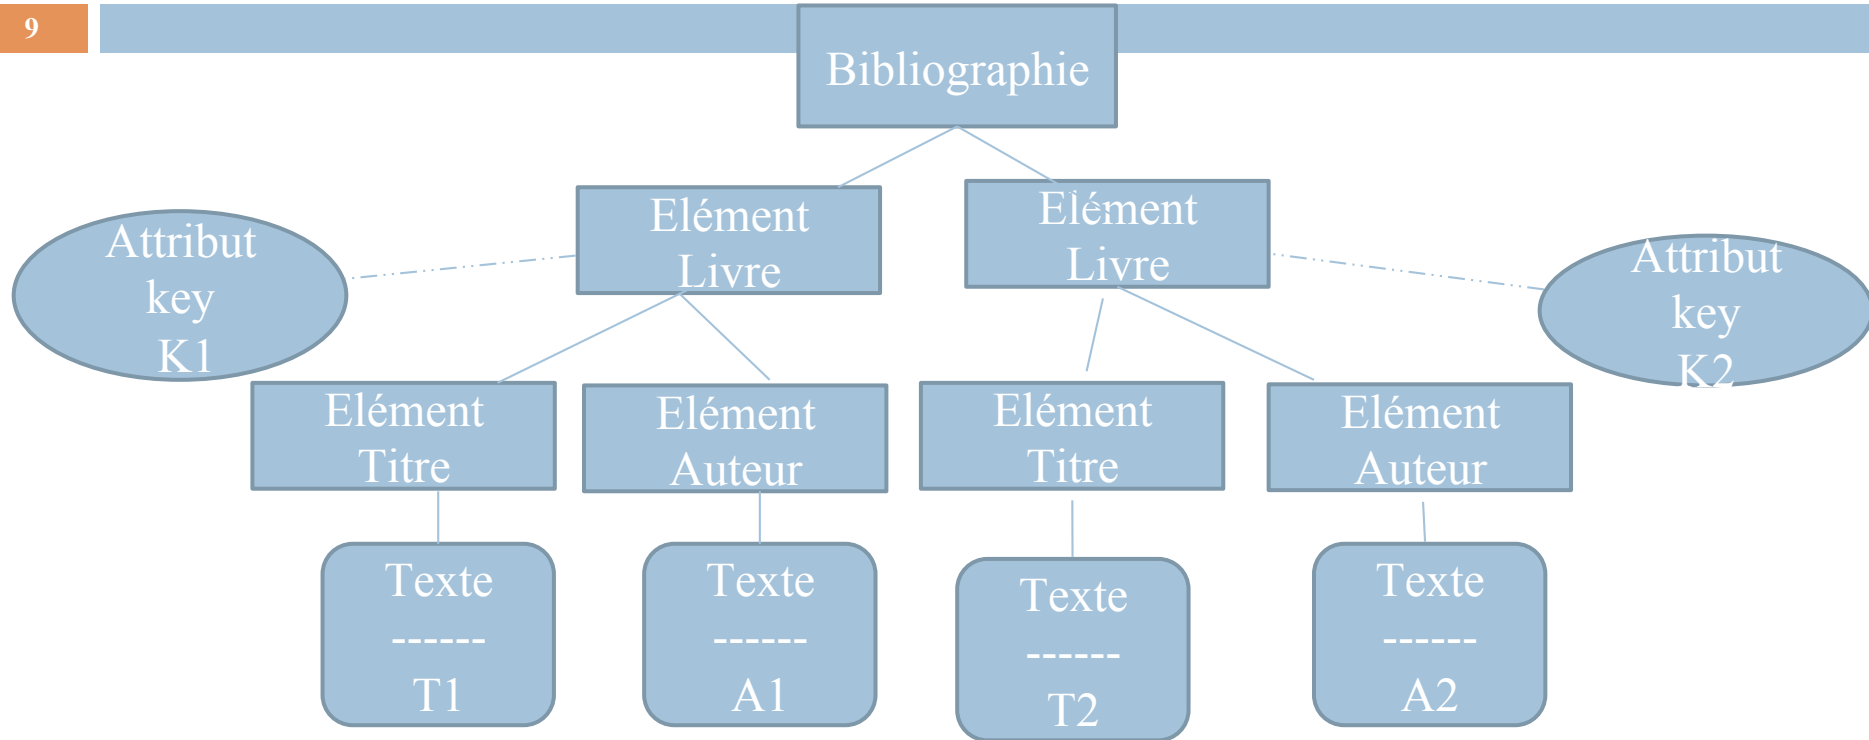 9
Bibliographie
Elément
Livre
Elément
Livre
Attribut
key
K1
Attribut
key
K2
Elément
Titre
Elément
Auteur
Elément
Titre
Elément
Auteur
Texte
------
T1
Texte
------
A1
Texte
------
T2
Texte
------
A2